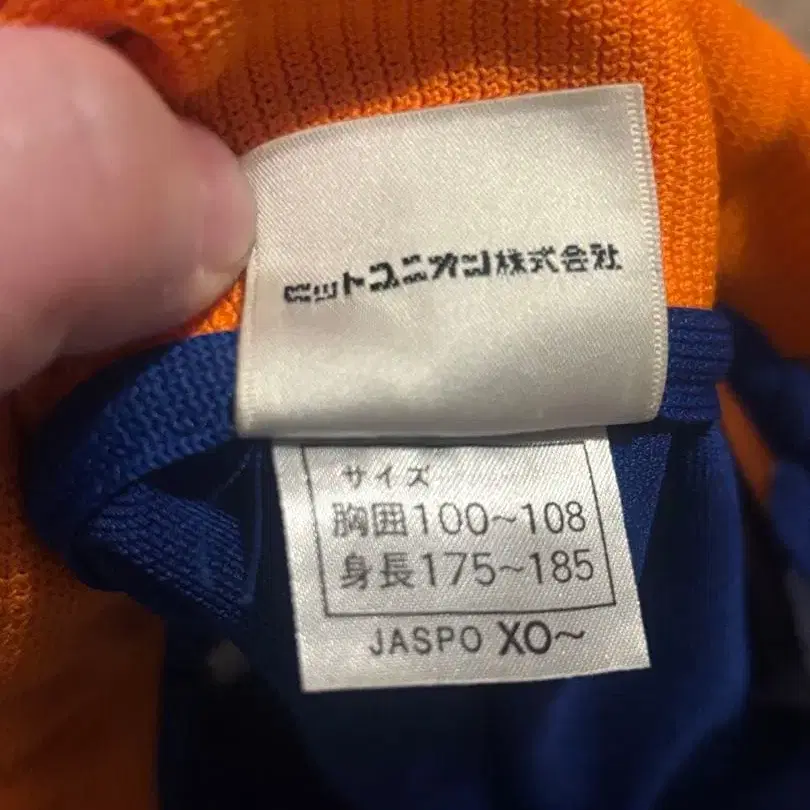 ヒットユニオン株式会社
サイズ
胸囲100~108
身長175~185
JASPO XO~